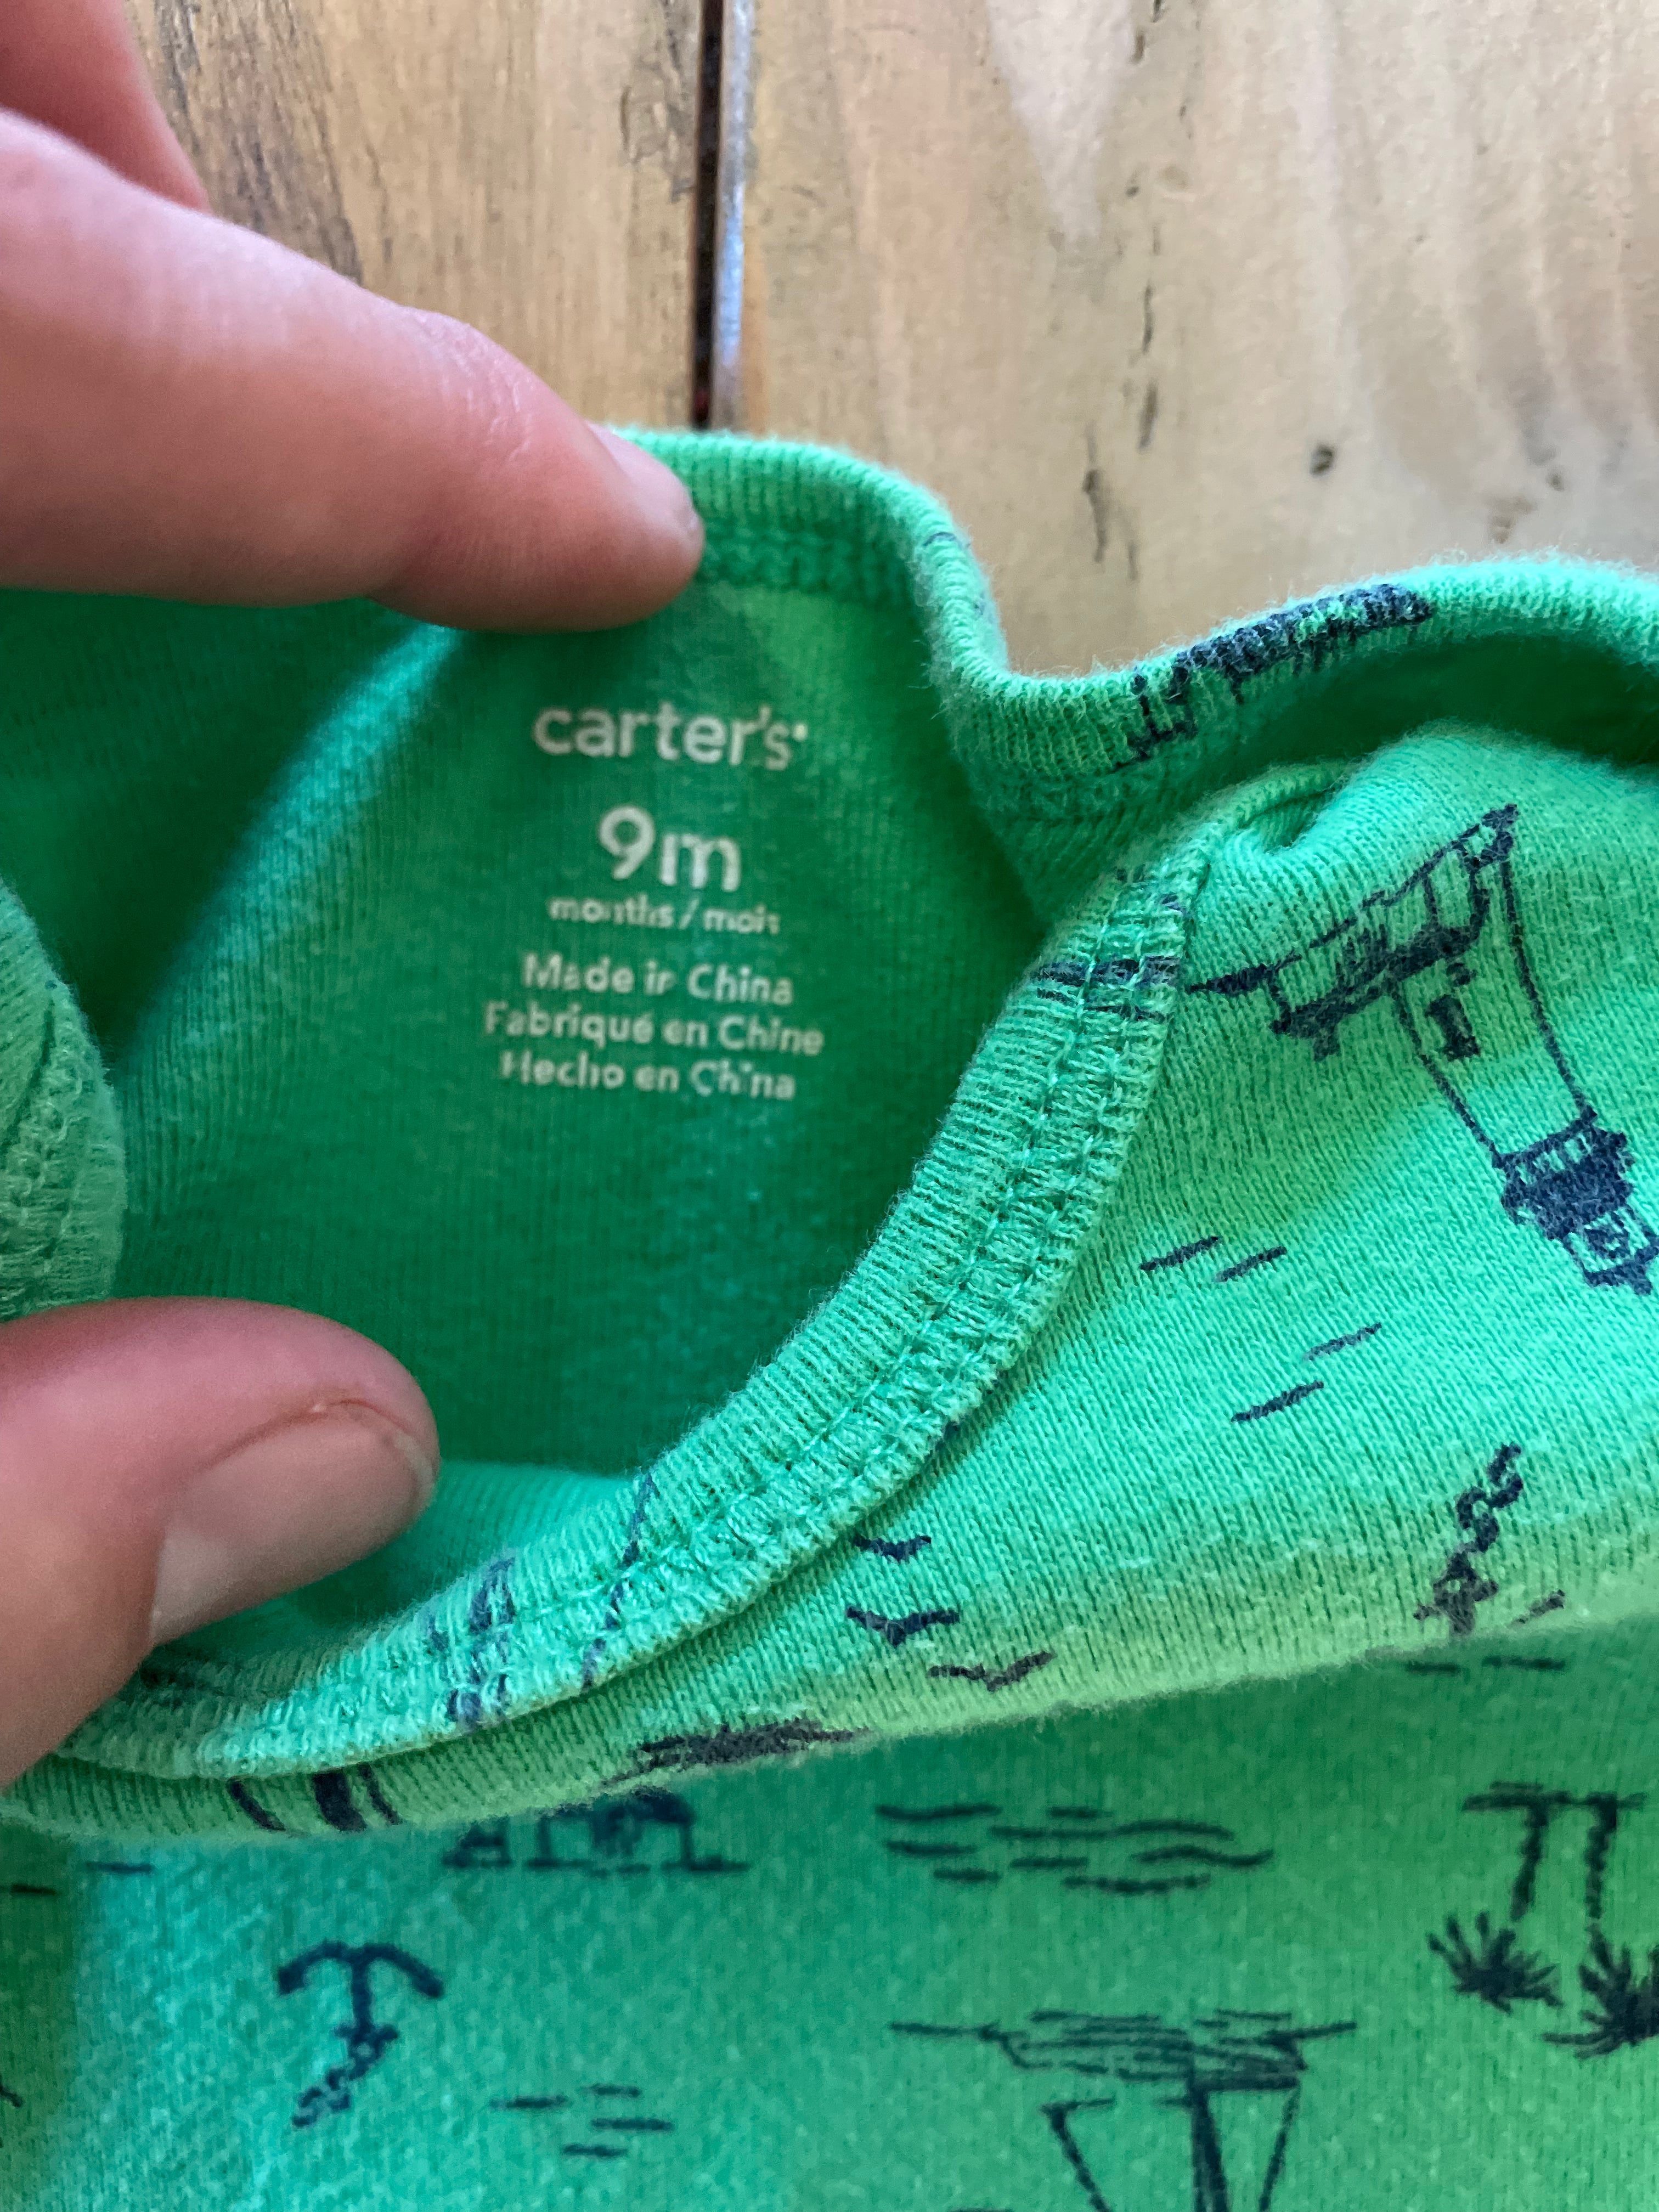 carter's
9m
months / mois
Made in China
Fabriqué en Chine
Hecho en China